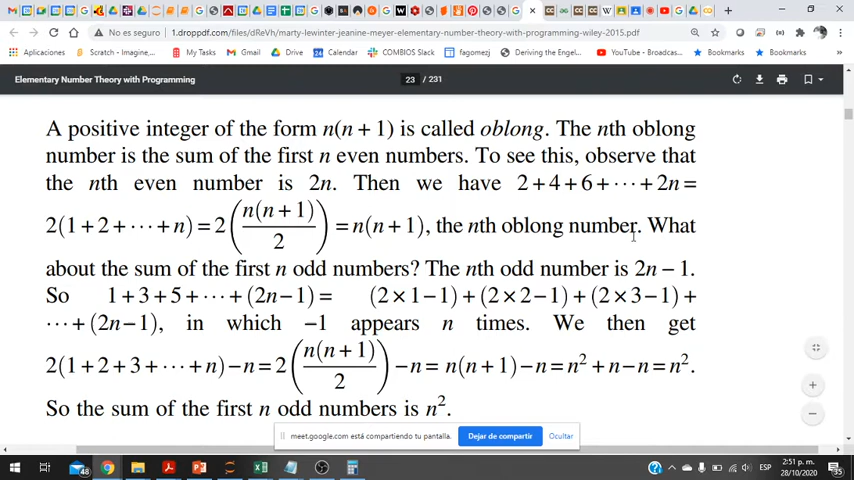 No es seguro | 1.droppdf.com/files/dReVh/marty-lewinter-jeanine-meyer-elementary-number-theory-with-programming-wiley-2015.pdf
Aplicaciones Scratch – Imagine,... My Tasks Gmail Drive Calendar COMBIOS Slack fagomezj Deriving the Engel... YouTube - Broadcas... Bookmarks Bookmarks
Elementary Number Theory with Programming 23 / 231
A positive integer of the form n(n + 1) is called oblong. The nth oblong
number is the sum of the first n even numbers. To see this, observe that
the nth even number is 2n. Then we have 2 + 4 + 6 + ⋯ + 2n =
2(1 + 2 + ⋯ + n) = 2(n(n + 1)/2) = n(n + 1), the nth oblong number. What
about the sum of the first n odd numbers? The nth odd number is 2n − 1.
So 1 + 3 + 5 + ⋯ + (2n − 1) = (2 × 1 − 1) + (2 × 2 − 1) + (2 × 3 − 1) +
⋯ + (2n − 1), in which −1 appears n times. We then get
2(1 + 2 + 3 + ⋯ + n) − n = 2(n(n + 1)/2) − n = n(n + 1) − n = n² + n − n = n².
So the sum of the first n odd numbers is n².
meet.google.com está compartiendo tu pantalla. Dejar de compartir Ocultar
48 ESP 2:51 p. m.
28/10/2020 35